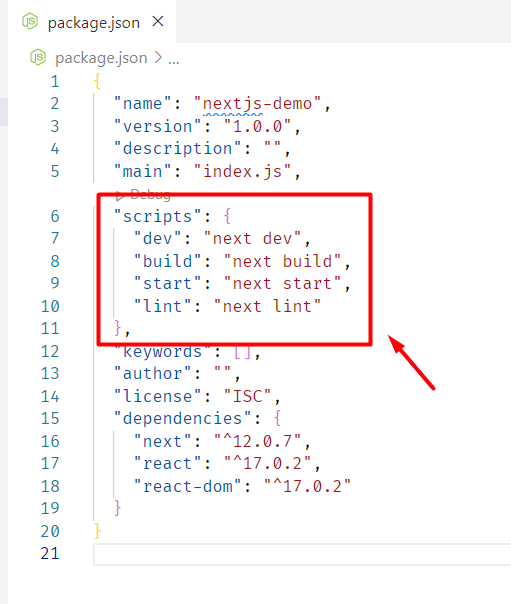 package.json ×
package.json > ...
1 {
2 "name": "nextjs-demo",
3 "version": "1.0.0",
4 "description": "",
5 "main": "index.js",
Debug
6 "scripts": {
7 "dev": "next dev",
8 "build": "next build",
9 "start": "next start",
10 "lint": "next lint"
11 },
12 "keywords": [],
13 "author": "",
14 "license": "ISC",
15 "dependencies": {
16 "next": "^12.0.7",
17 "react": "^17.0.2",
18 "react-dom": "^17.0.2"
19 }
20 }
21